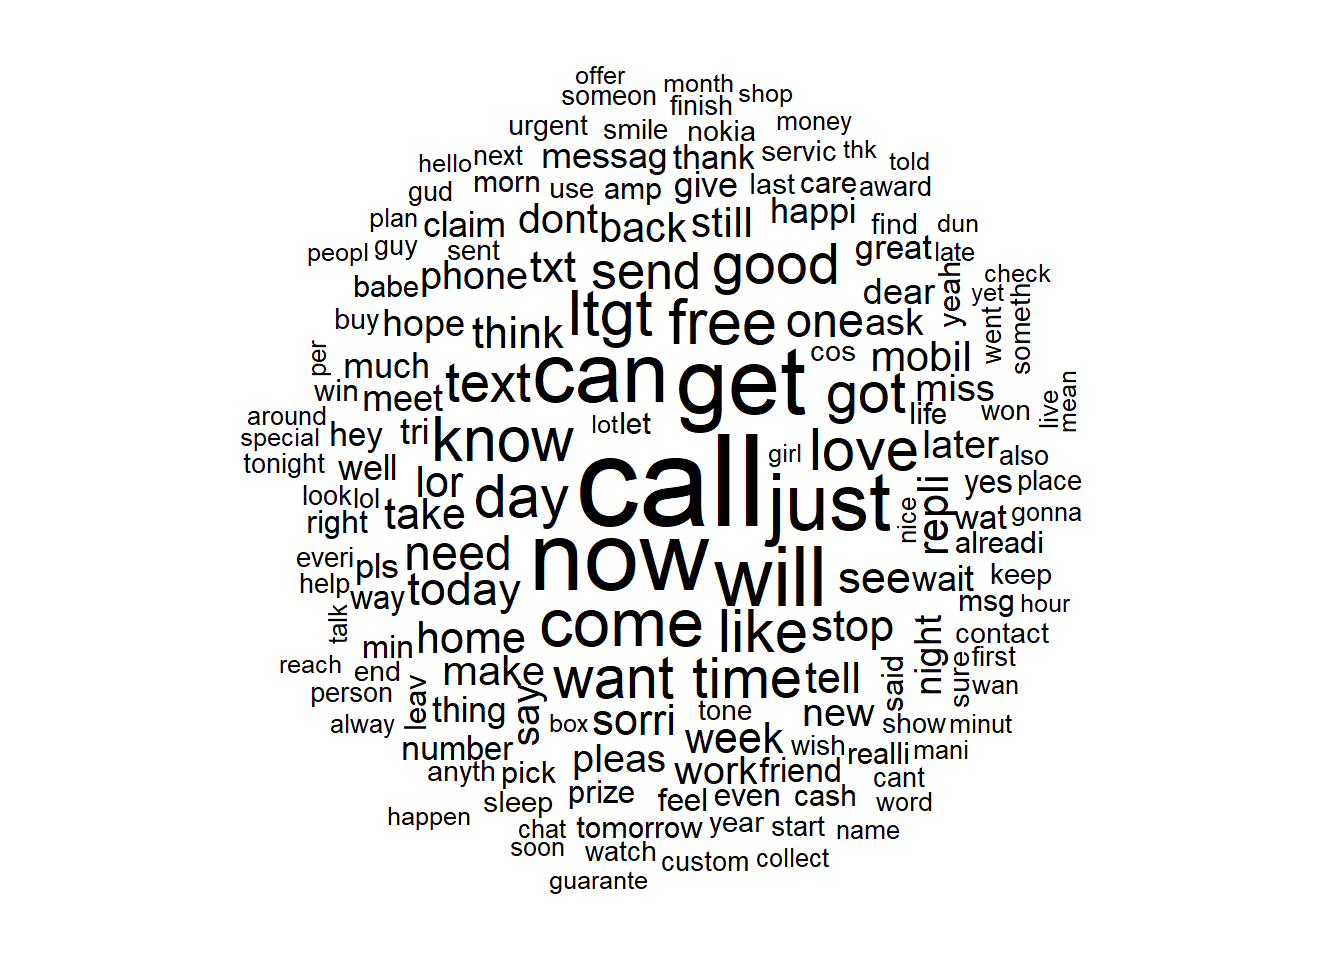 offer
month
someon
shop
finish
urgent
smile
nokia
money
hello
next
messag
thank
servic
thk
told
gud
morn
use
amp
give
last
care
award
plan
claim
dont
back
still
happi
find
dun
peopl
guy
sent
great
late
babe
phone
txt
send
good
dear
yeah
check
yet
buy
hope
think
ltgt
free
one
ask
went
someth
per
much
text
can
get
cos
mobil
win
meet
got
miss
life
won
live
mean
around
special
hey
tri
know
lot
let
call
girl
love
later
also
tonight
well
lor
day
just
repli
yes
place
look
lol
right
take
nice
wat
gonna
everi
pls
need
now
will
alreadi
help
way
today
see
wait
keep
talk
msg
hour
min
home
come
like
stop
night
contact
reach
end
make
want
time
tell
said
sure
first
person
leav
wan
alway
thing
say
box
sorri
tone
new
show
minut
number
week
wish
realli
mani
anyth
pick
pleas
work
friend
cant
sleep
prize
feel
even
cash
word
happen
chat
tomorrow
year
start
name
soon
watch
custom
collect
guarante